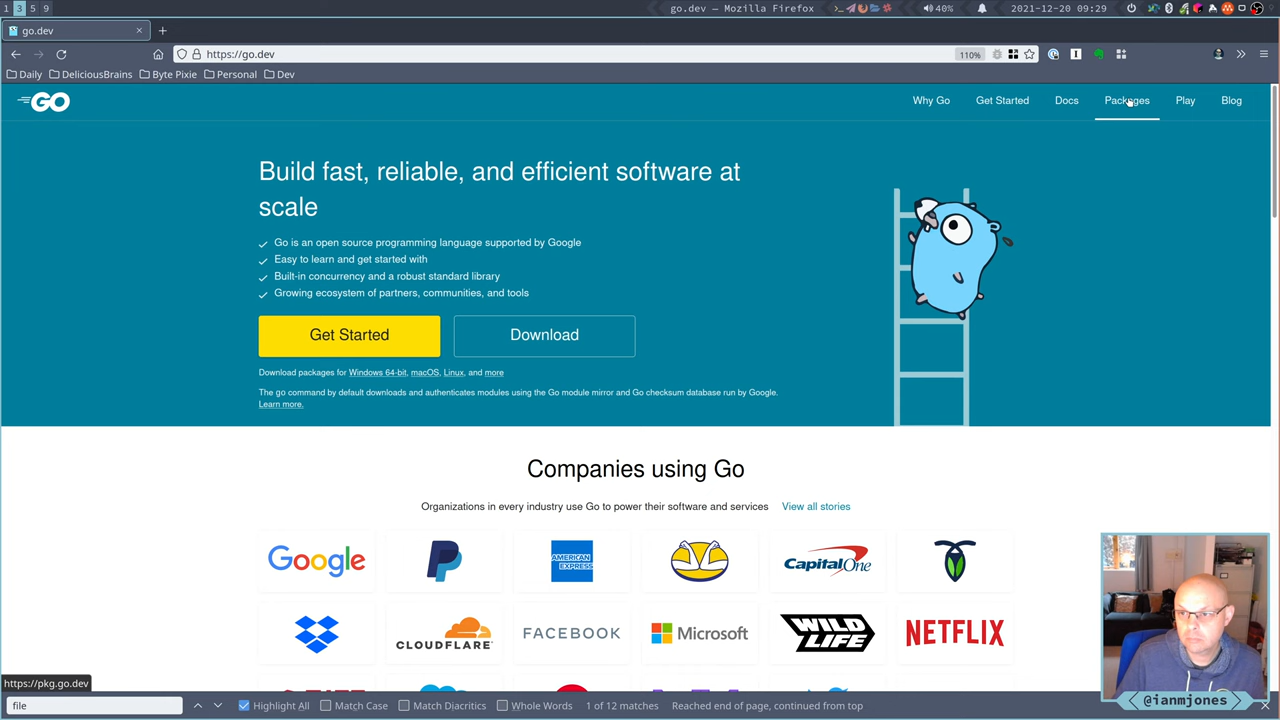 1 3 5 9
go.dev — Mozilla Firefox
40%
2021-12-20 09:29
go.dev
https://go.dev
110%
Daily
DeliciousBrains
Byte Pixie
Personal
Dev
GO
Why Go
Get Started
Docs
Packages
Play
Blog
Build fast, reliable, and efficient software at
scale
Go is an open source programming language supported by Google
Easy to learn and get started with
Built-in concurrency and a robust standard library
Growing ecosystem of partners, communities, and tools
Get Started
Download
Download packages for Windows 64-bit, macOS, Linux, and more
The go command by default downloads and authenticates modules using the Go module mirror and Go checksum database run by Google.
Learn more.
Companies using Go
Organizations in every industry use Go to power their software and services
View all stories
Google
AMERICAN EXPRESS
Capital One
CLOUDFLARE
FACEBOOK
Microsoft
WILD LIFE
NETFLIX
https://pkg.go.dev
@ianmjones
file
Highlight All
Match Case
Match Diacritics
Whole Words
1 of 12 matches
Reached end of page, continued from top